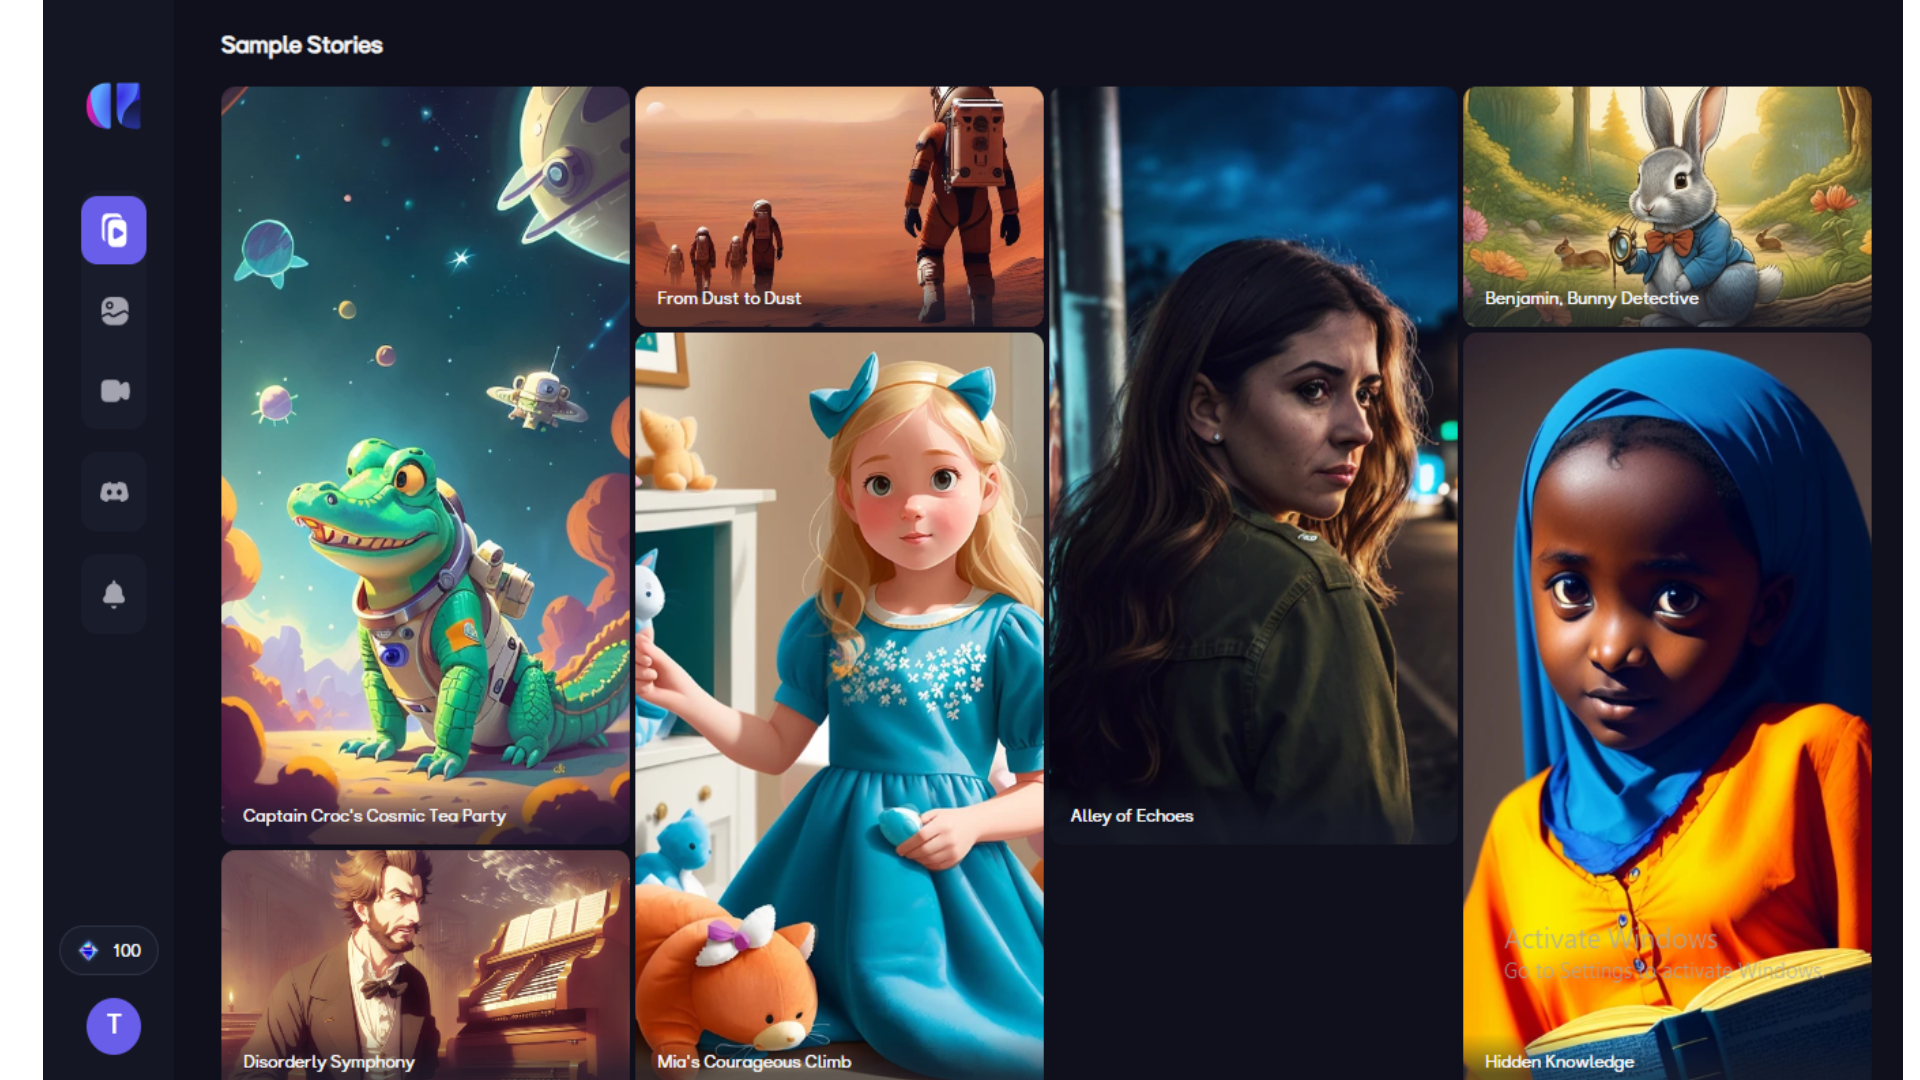 Sample Stories
From Dust to Dust
Benjamin, Bunny Detective
Captain Croc's Cosmic Tea Party
Alley of Echoes
Activate Windows
Go to Settings to activate Windows.
100
T
Disorderly Symphony
Mia's Courageous Climb
Hidden Knowledge